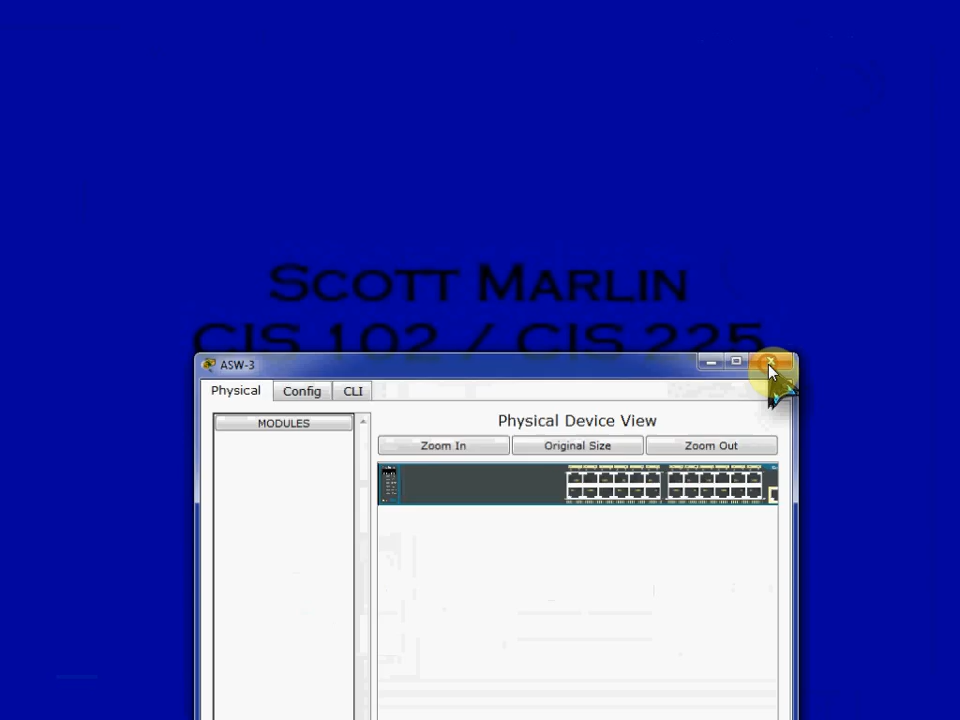 SCOTT MARLIN
CIS 102 / CIS 225
ASW-3
Physical Config CLI
MODULES
Physical Device View
Zoom In Original Size Zoom Out